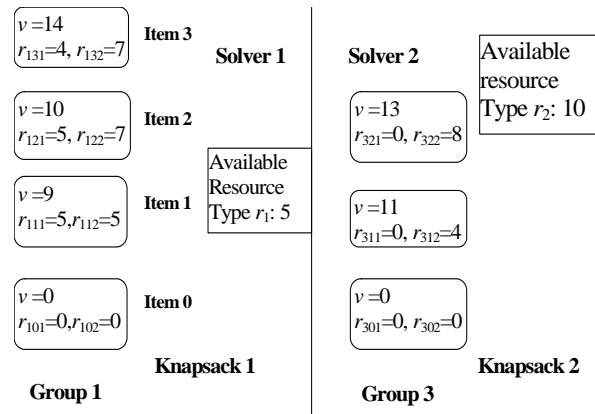 v =14
r131=4, r132=7
Item 3
Solver 1
v=10
r121=5, r122=7
Item 2
Available
Resource
Type r1: 5
v=9
r111=5,r112=5
Item 1
v=0
r101=0,r102=0
Item 0
Knapsack 1
Group 1
Solver 2
Available
resource
Type r2: 10
v=13
r321=0, r322=8
v=11
r311=0, r312=4
v=0
r301=0, r302=0
Knapsack 2
Group 3